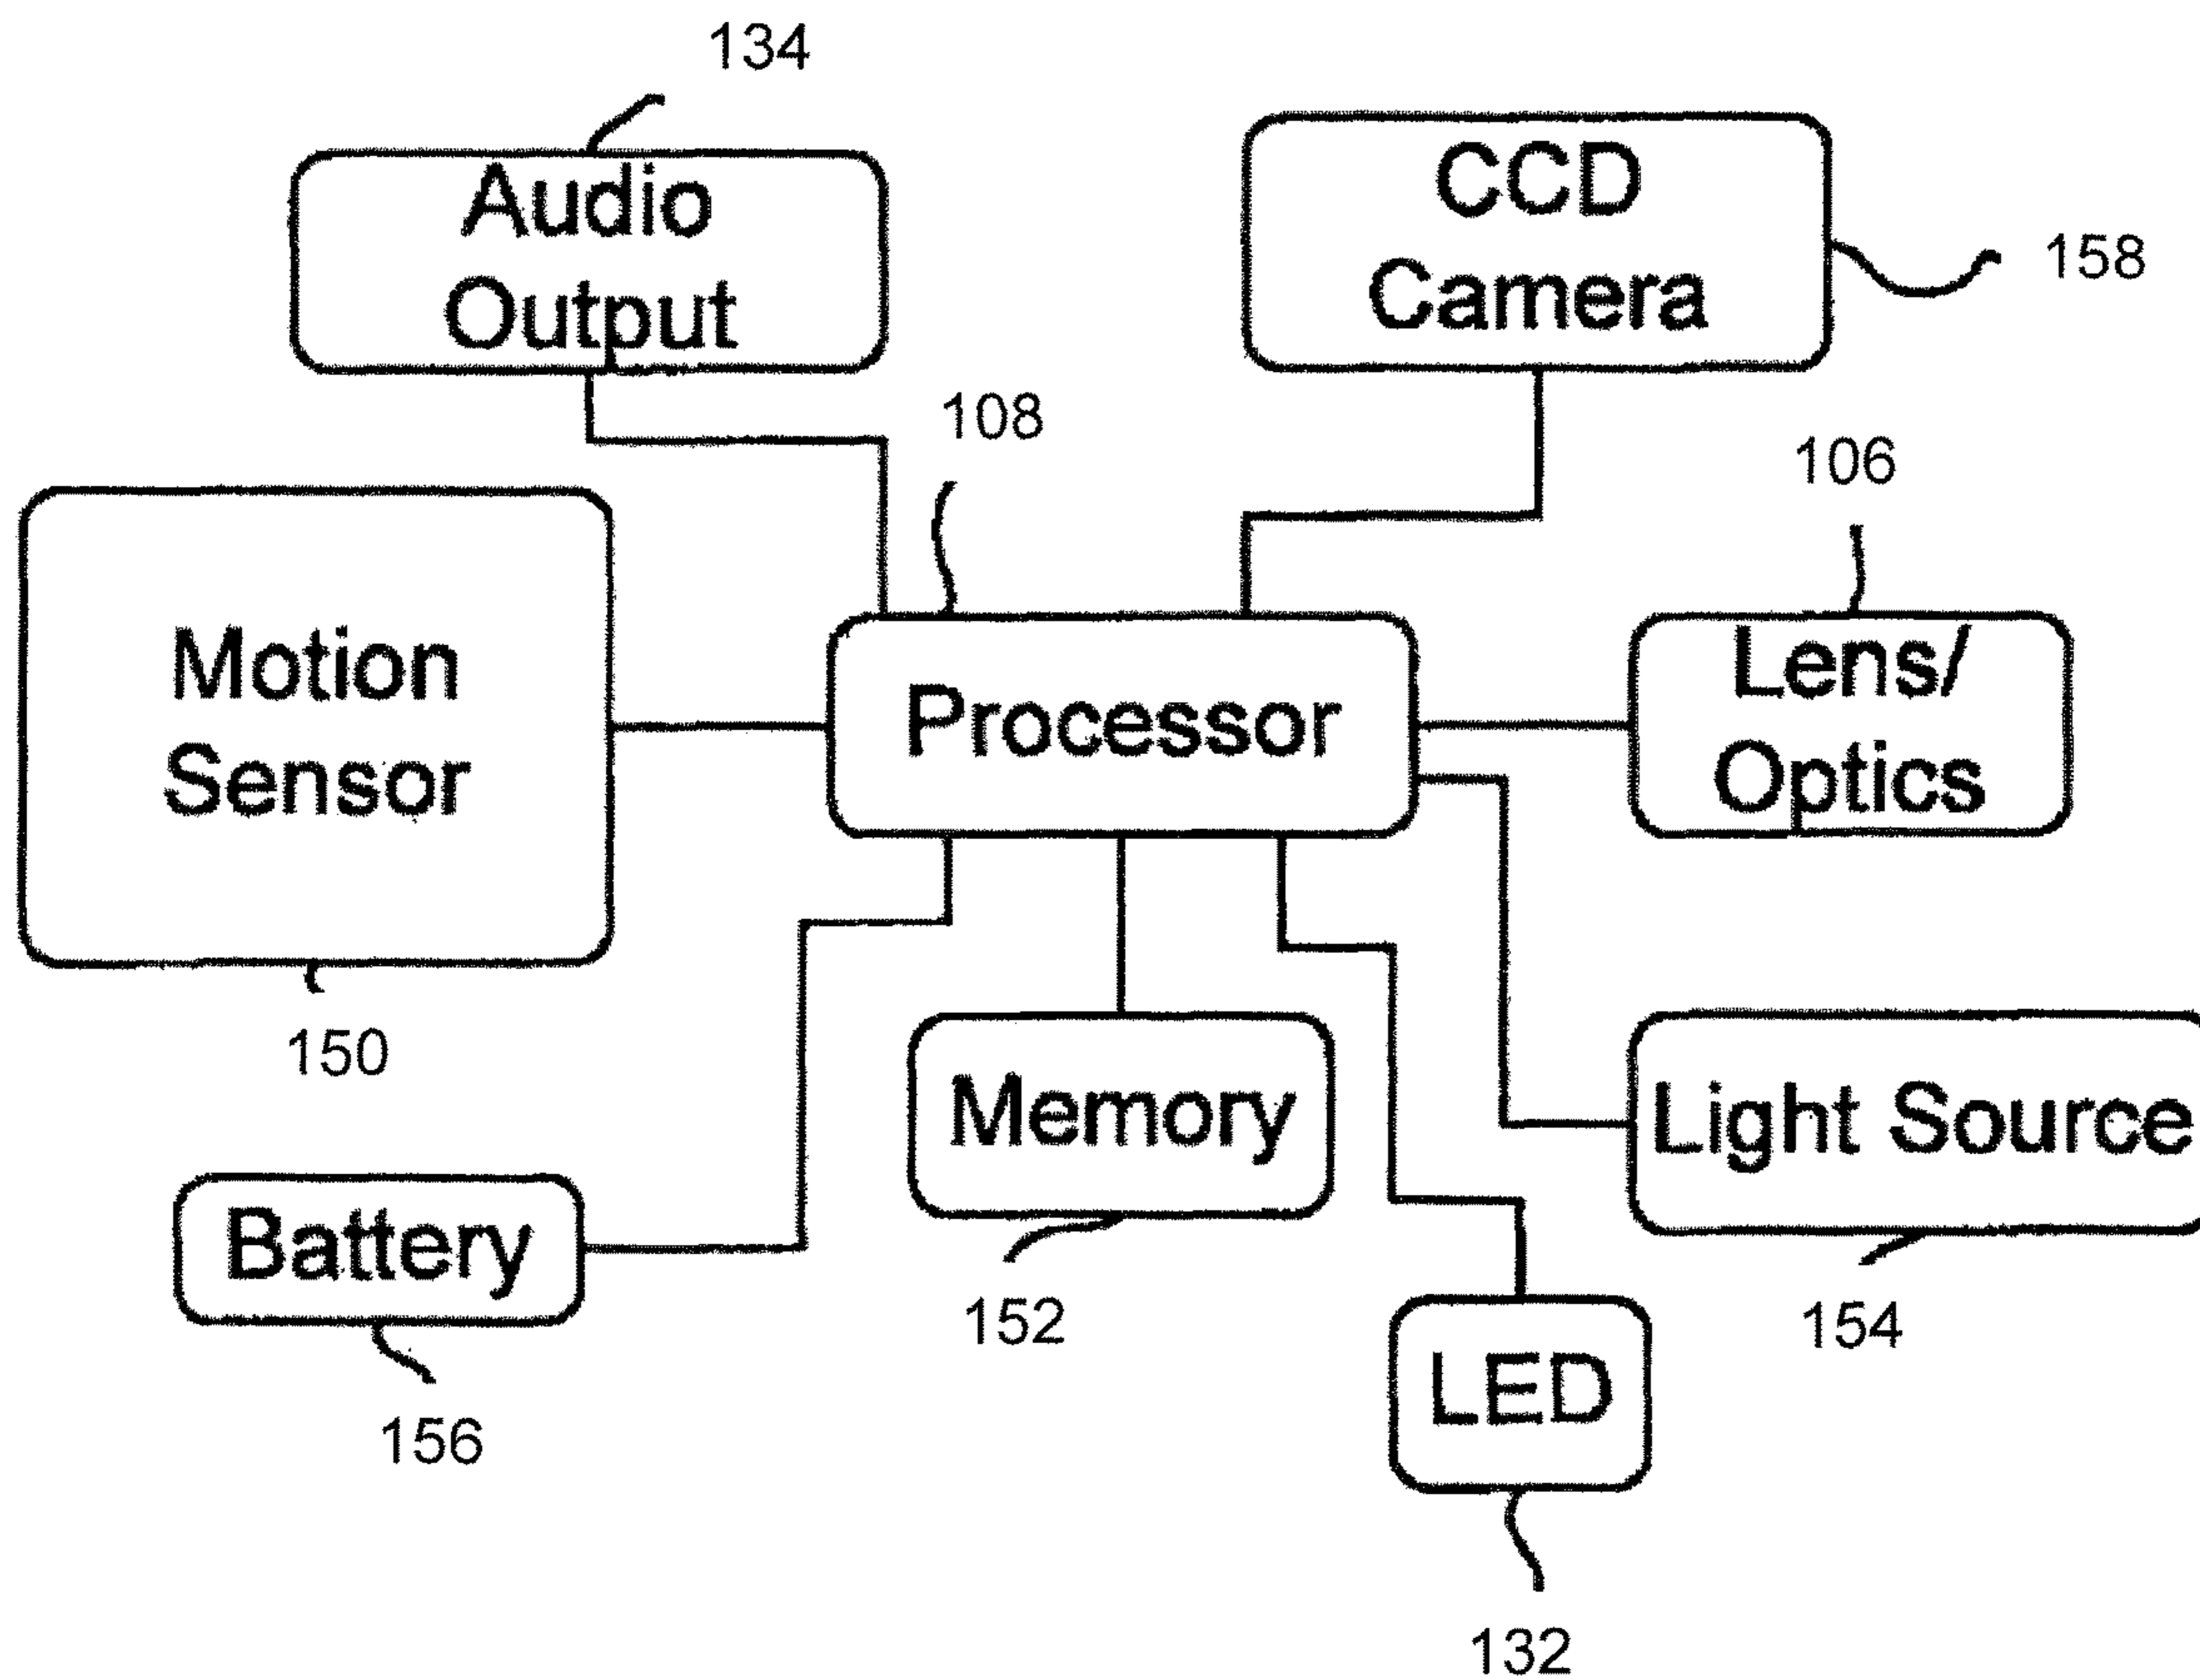 134
Audio
Output
CCD
Camera
158
108
106
Motion
Sensor
Processor
Lens/
Optics
150
Memory
Light Source
Battery
152
154
LED
156
132